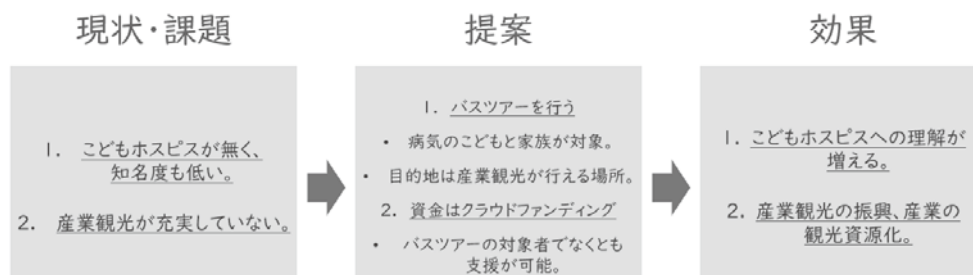 現状・課題
1. こどもホスピスが無く、
知名度も低い。
2. 産業観光が充実していない。
提案
1. バスツアーを行う
• 病気のこどもと家族が対象。
• 目的地は産業観光が行える場所。
2. 資金はクラウドファンディング
• バスツアーの対象者でなくとも
支援が可能。
効果
1. こどもホスピスへの理解が
増える。
2. 産業観光の振興、産業の
観光資源化。